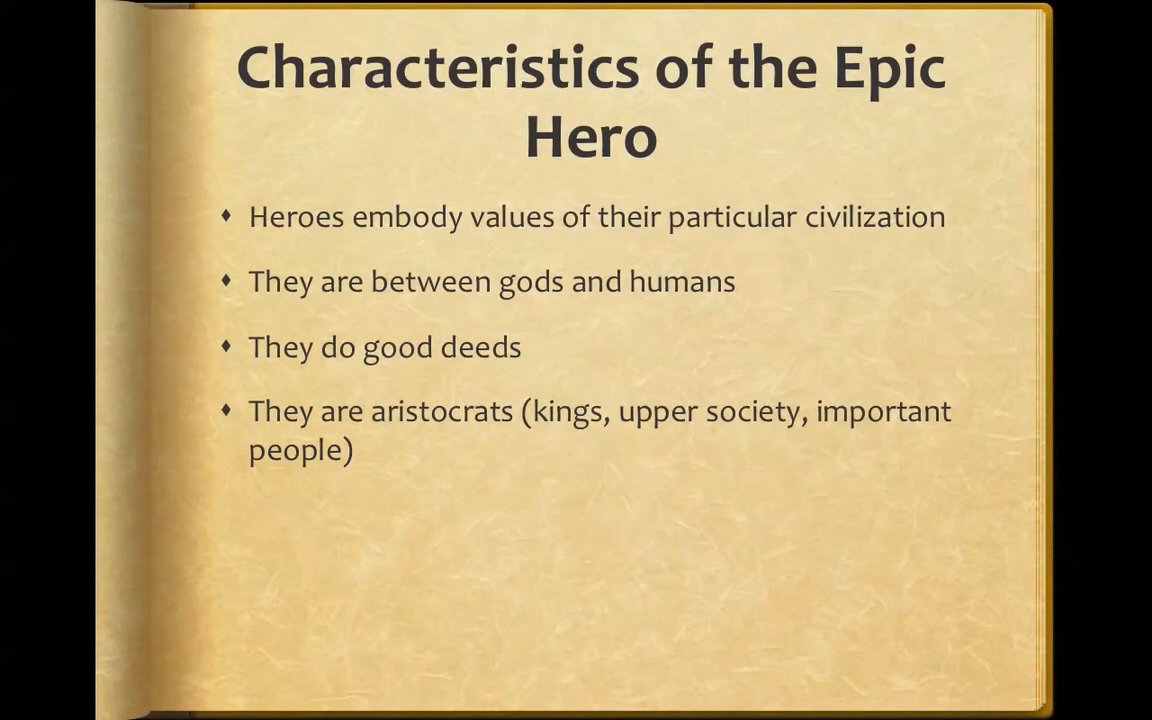 Characteristics of the Epic
Hero
♦ Heroes embody values of their particular civilization
♦ They are between gods and humans
♦ They do good deeds
♦ They are aristocrats (kings, upper society, important
people)